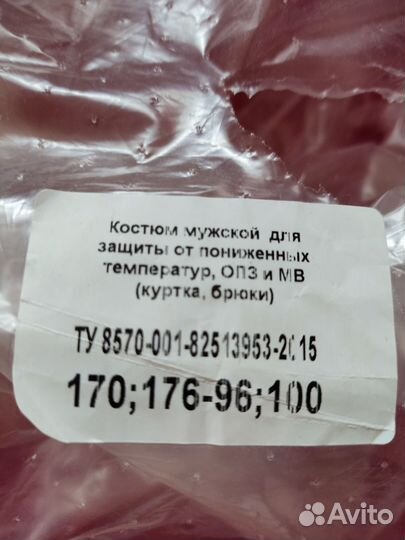 Костюм мужской для
защиты от пониженных
температур, ОПЗ и МВ
(куртка, брюки)
ТУ 8570-001-82513953-2015
170;176-96;100
Avito